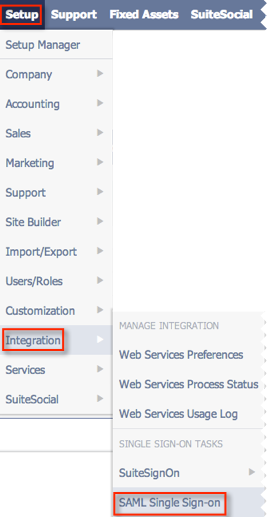 Setup Support Fixed Assets SuiteSocial
Setup Manager
Company
Accounting
Sales
Marketing
Support
Site Builder
Import/Export
Users/Roles
Customization
Integration
Services
SuiteSocial
MANAGE INTEGRATION
Web Services Preferences
Web Services Process Status
Web Services Usage Log
SINGLE SIGN-ON TASKS
SuiteSignOn
SAML Single Sign-on